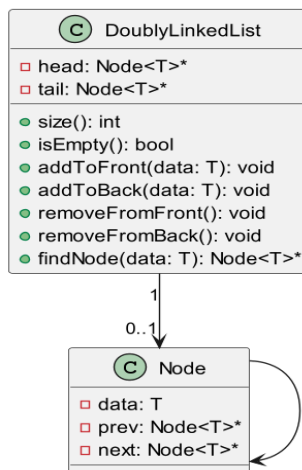 C DoublyLinkedList
head: Node<T>*
tail: Node<T>*
size(): int
isEmpty(): bool
addToFront(data: T): void
addToBack(data: T): void
removeFromFront(): void
removeFromBack(): void
findNode(data: T): Node<T>*
1
0..1
C Node
data: T
prev: Node<T>*
next: Node<T>*